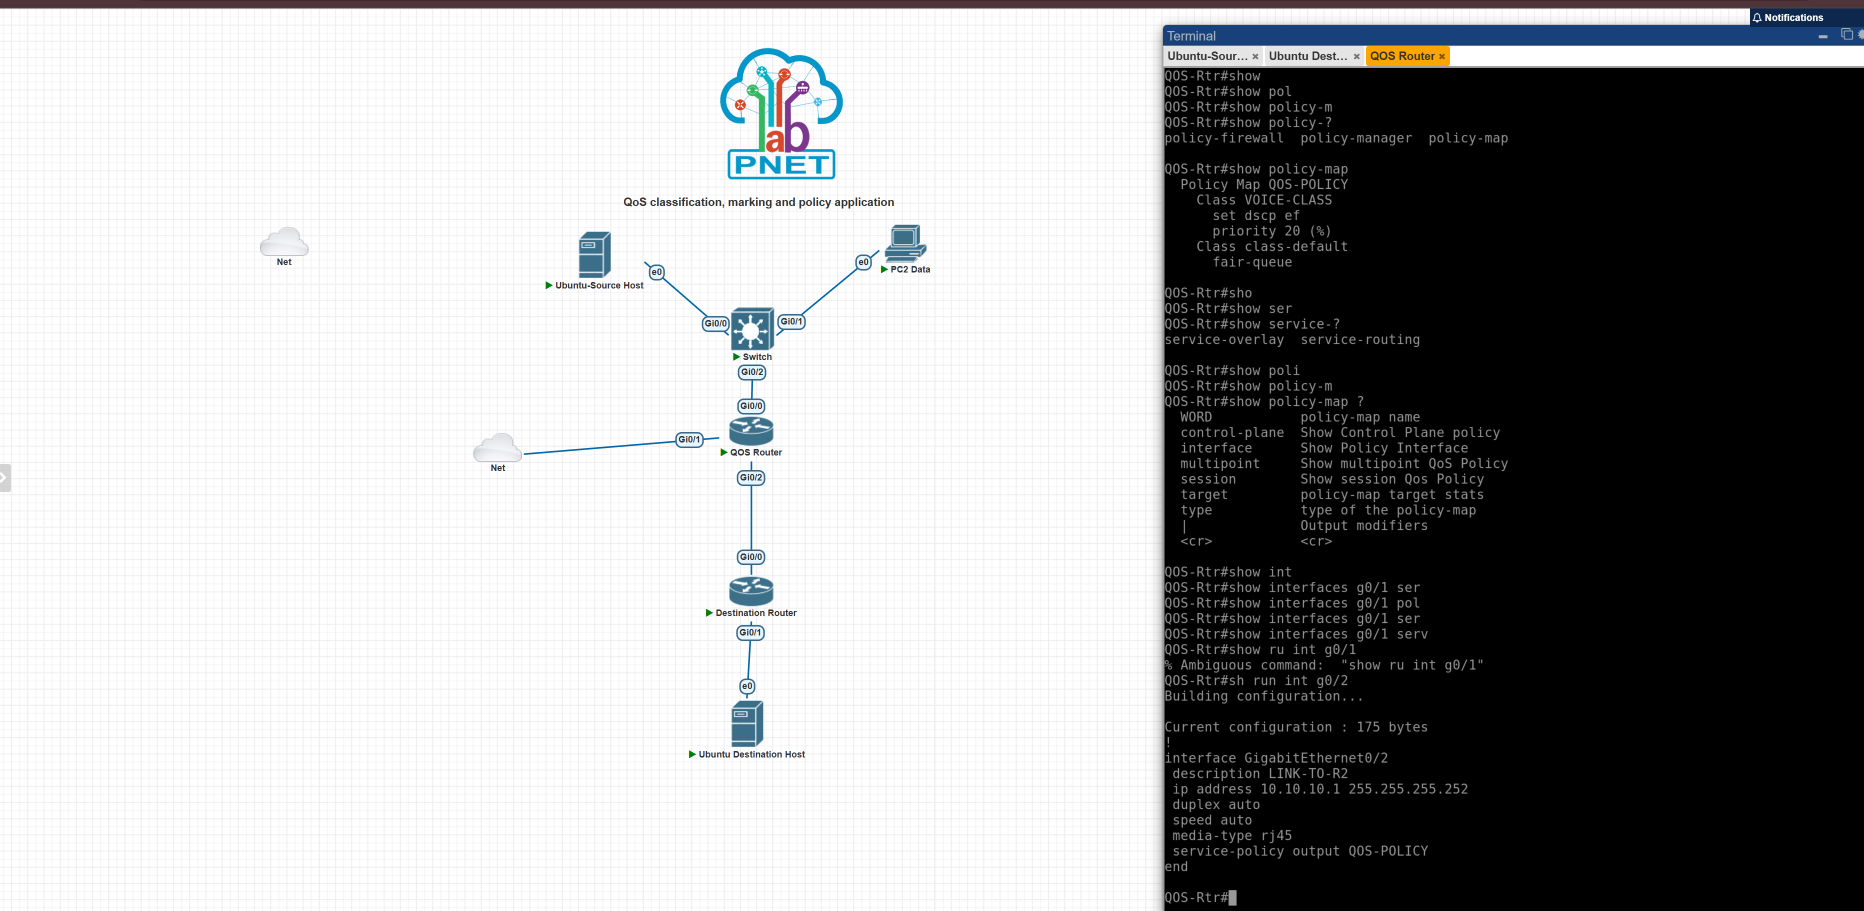 Notifications
Terminal
Ubuntu-Sour... × Ubuntu Dest... × QOS Router ×
lab
PNET
QoS classification, marking and policy application
Net
Ubuntu-Source Host
e0
e0
PC2 Data
Gi0/0
Gi0/1
Switch
Gi0/2
Gi0/0
Gi0/1
QOS Router
Net
Gi0/2
Gi0/0
Destination Router
Gi0/1
e0
Ubuntu Destination Host
QOS-Rtr#show
QOS-Rtr#show pol
QOS-Rtr#show policy-m
QOS-Rtr#show policy-?
policy-firewall  policy-manager  policy-map
QOS-Rtr#show policy-map
  Policy Map QOS-POLICY
    Class VOICE-CLASS
      set dscp ef
      priority 20 (%)
    Class class-default
      fair-queue
QOS-Rtr#sho
QOS-Rtr#show ser
QOS-Rtr#show service-?
service-overlay  service-routing
QOS-Rtr#show poli
QOS-Rtr#show policy-m
QOS-Rtr#show policy-map ?
  WORD           policy-map name
  control-plane  Show Control Plane policy
  interface      Show Policy Interface
  multipoint     Show multipoint QoS Policy
  session        Show session Qos Policy
  target         policy-map target stats
  type           type of the policy-map
  |              Output modifiers
  <cr>           <cr>
QOS-Rtr#show int
QOS-Rtr#show interfaces g0/1 ser
QOS-Rtr#show interfaces g0/1 pol
QOS-Rtr#show interfaces g0/1 ser
QOS-Rtr#show interfaces g0/1 serv
QOS-Rtr#show ru int g0/1
% Ambiguous command:  "show ru int g0/1"
QOS-Rtr#sh run int g0/2
Building configuration...
Current configuration : 175 bytes
!
interface GigabitEthernet0/2
 description LINK-TO-R2
 ip address 10.10.10.1 255.255.255.252
 duplex auto
 speed auto
 media-type rj45
 service-policy output QOS-POLICY
end
QOS-Rtr#